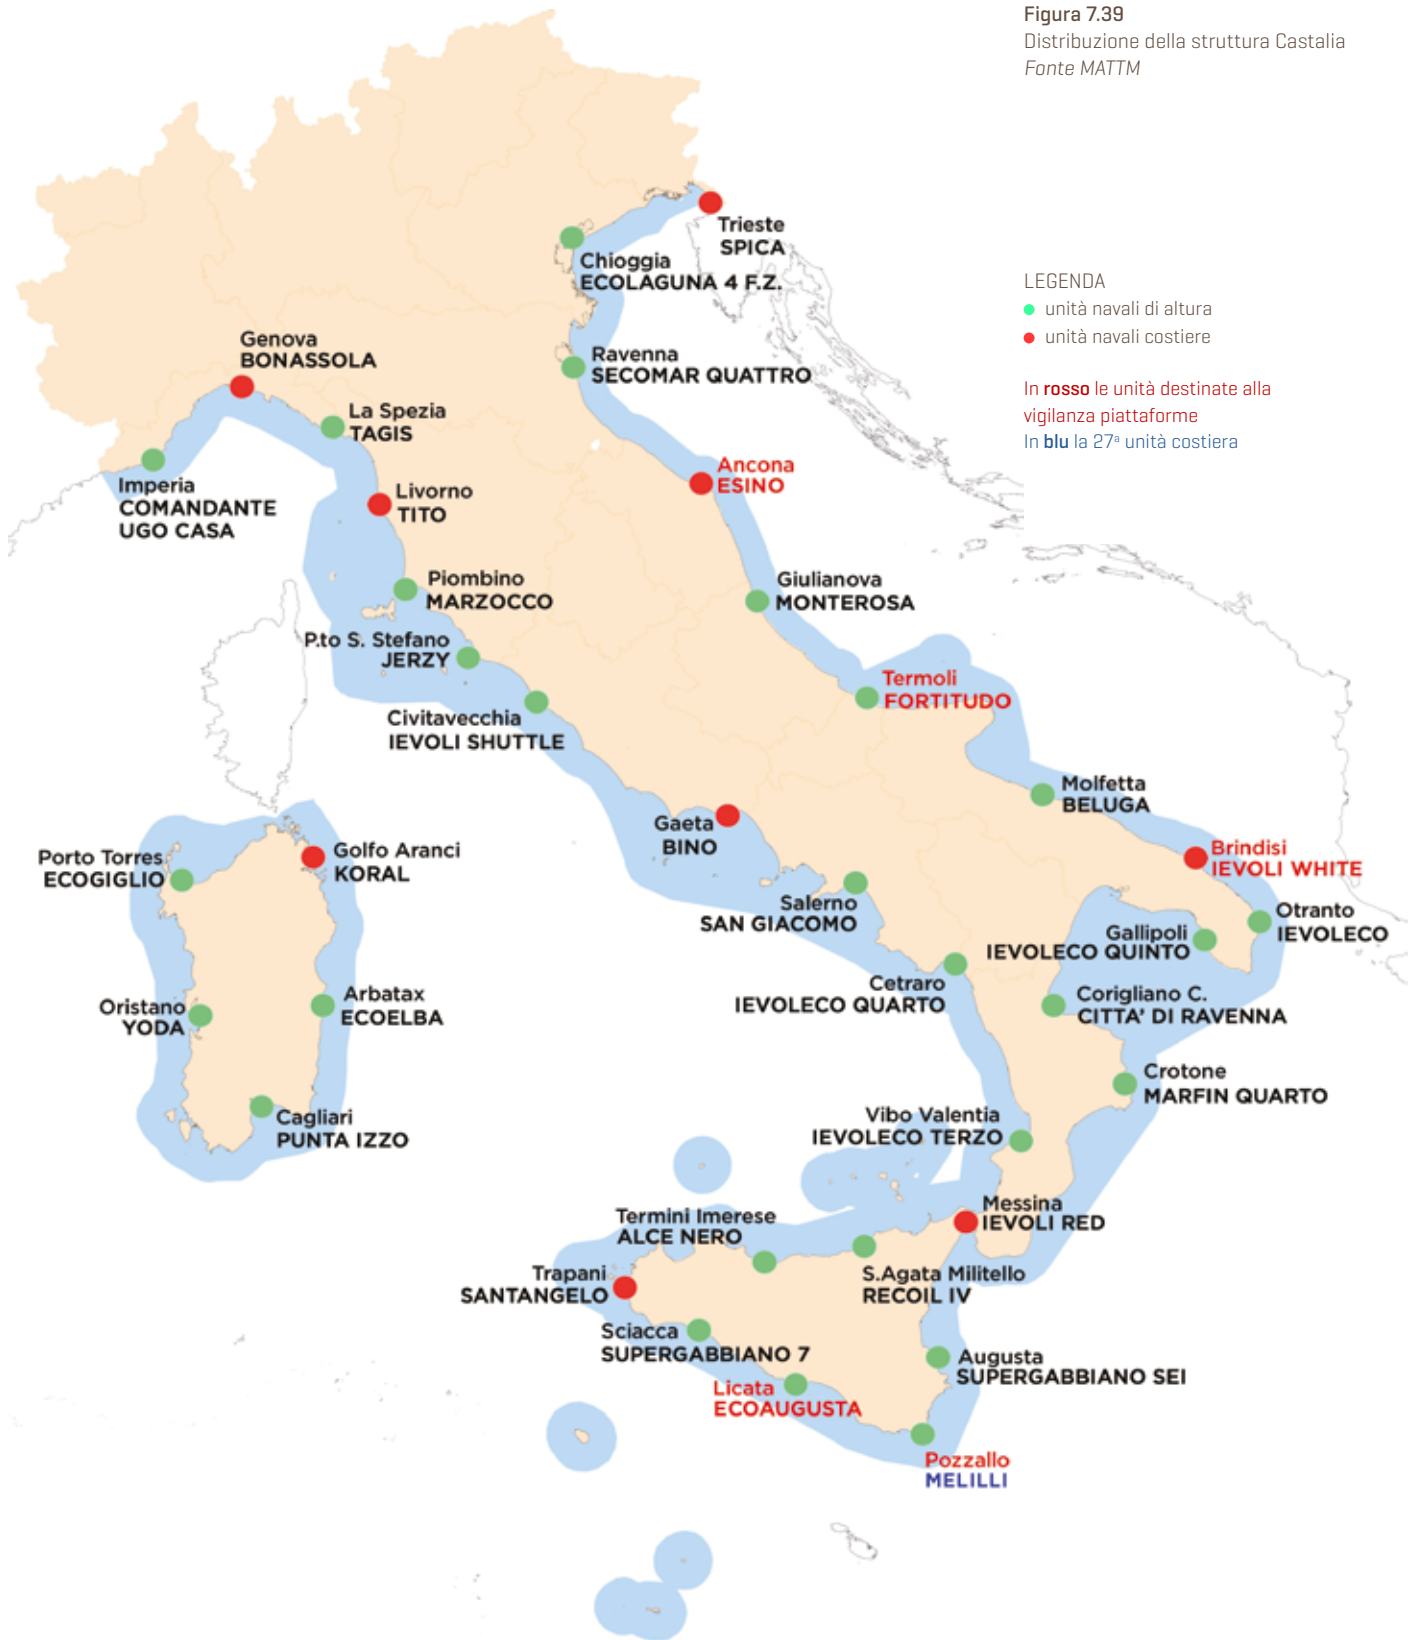 Figura 7.39
Distribuzione della struttura Castalia
Fonte MATTM
Trieste
SPICA
Chioggia
ECOLAGUNA 4 F.Z.
LEGENDA
unità navali di altura
unità navali costiere
In rosso le unità destinate alla
vigilanza piattaforme
In blu la 27ª unità costiera
Genova
BONASSOLA
Ravenna
SECOMAR QUATTRO
La Spezia
TAGIS
Ancona
ESINO
Imperia
COMANDANTE
UGO CASA
Livorno
TITO
Piombino
MARZOCCO
Giulianova
MONTEROSA
P.to S. Stefano
JERZY
Termoli
FORTITUDO
Civitavecchia
IEVOLI SHUTTLE
Molfetta
BELUGA
Gaeta
BINO
Porto Torres
ECOGIGLIO
Golfo Aranci
KORAL
Brindisi
IEVOLI WHITE
Salerno
SAN GIACOMO
Otranto
IEVOLECO
Gallipoli
IEVOLECO QUINTO
Cetraro
IEVOLECO QUARTO
Oristano
YODA
Arbatax
ECOELBA
Corigliano C.
CITTA' DI RAVENNA
Crotone
MARFIN QUARTO
Cagliari
PUNTA IZZO
Vibo Valentia
IEVOLECO TERZO
Messina
IEVOLI RED
Termini Imerese
ALCE NERO
Trapani
SANTANGELO
S.Agata Militello
RECOIL IV
Sciacca
SUPERGABBIANO 7
Augusta
SUPERGABBIANO SEI
Licata
ECOAUGUSTA
Pozzallo
MELILLI